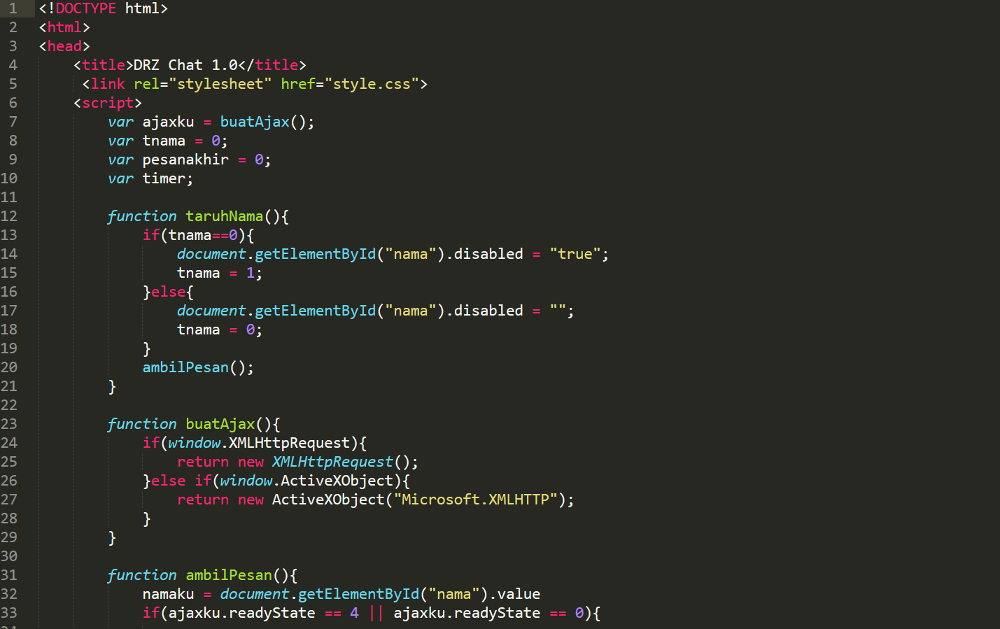 1 <!DOCTYPE html>
2 <html>
3 <head>
4 <title>DRZ Chat 1.0</title>
5 <link rel="stylesheet" href="style.css">
6 <script>
7 var ajaxku = buatAjax();
8 var tnama = 0;
9 var pesanakhir = 0;
10 var timer;
11
12 function taruhNama(){
13 if(tnama==0){
14 document.getElementById("nama").disabled = "true";
15 tnama = 1;
16 }else{
17 document.getElementById("nama").disabled = "";
18 tnama = 0;
19 }
20 ambilPesan();
21 }
22
23 function buatAjax(){
24 if(window.XMLHttpRequest){
25 return new XMLHttpRequest();
26 }else if(window.ActiveXObject){
27 return new ActiveXObject("Microsoft.XMLHTTP");
28 }
29 }
30
31 function ambilPesan(){
32 namaku = document.getElementById("nama").value
33 if(ajaxku.readyState == 4 || ajaxku.readyState == 0){